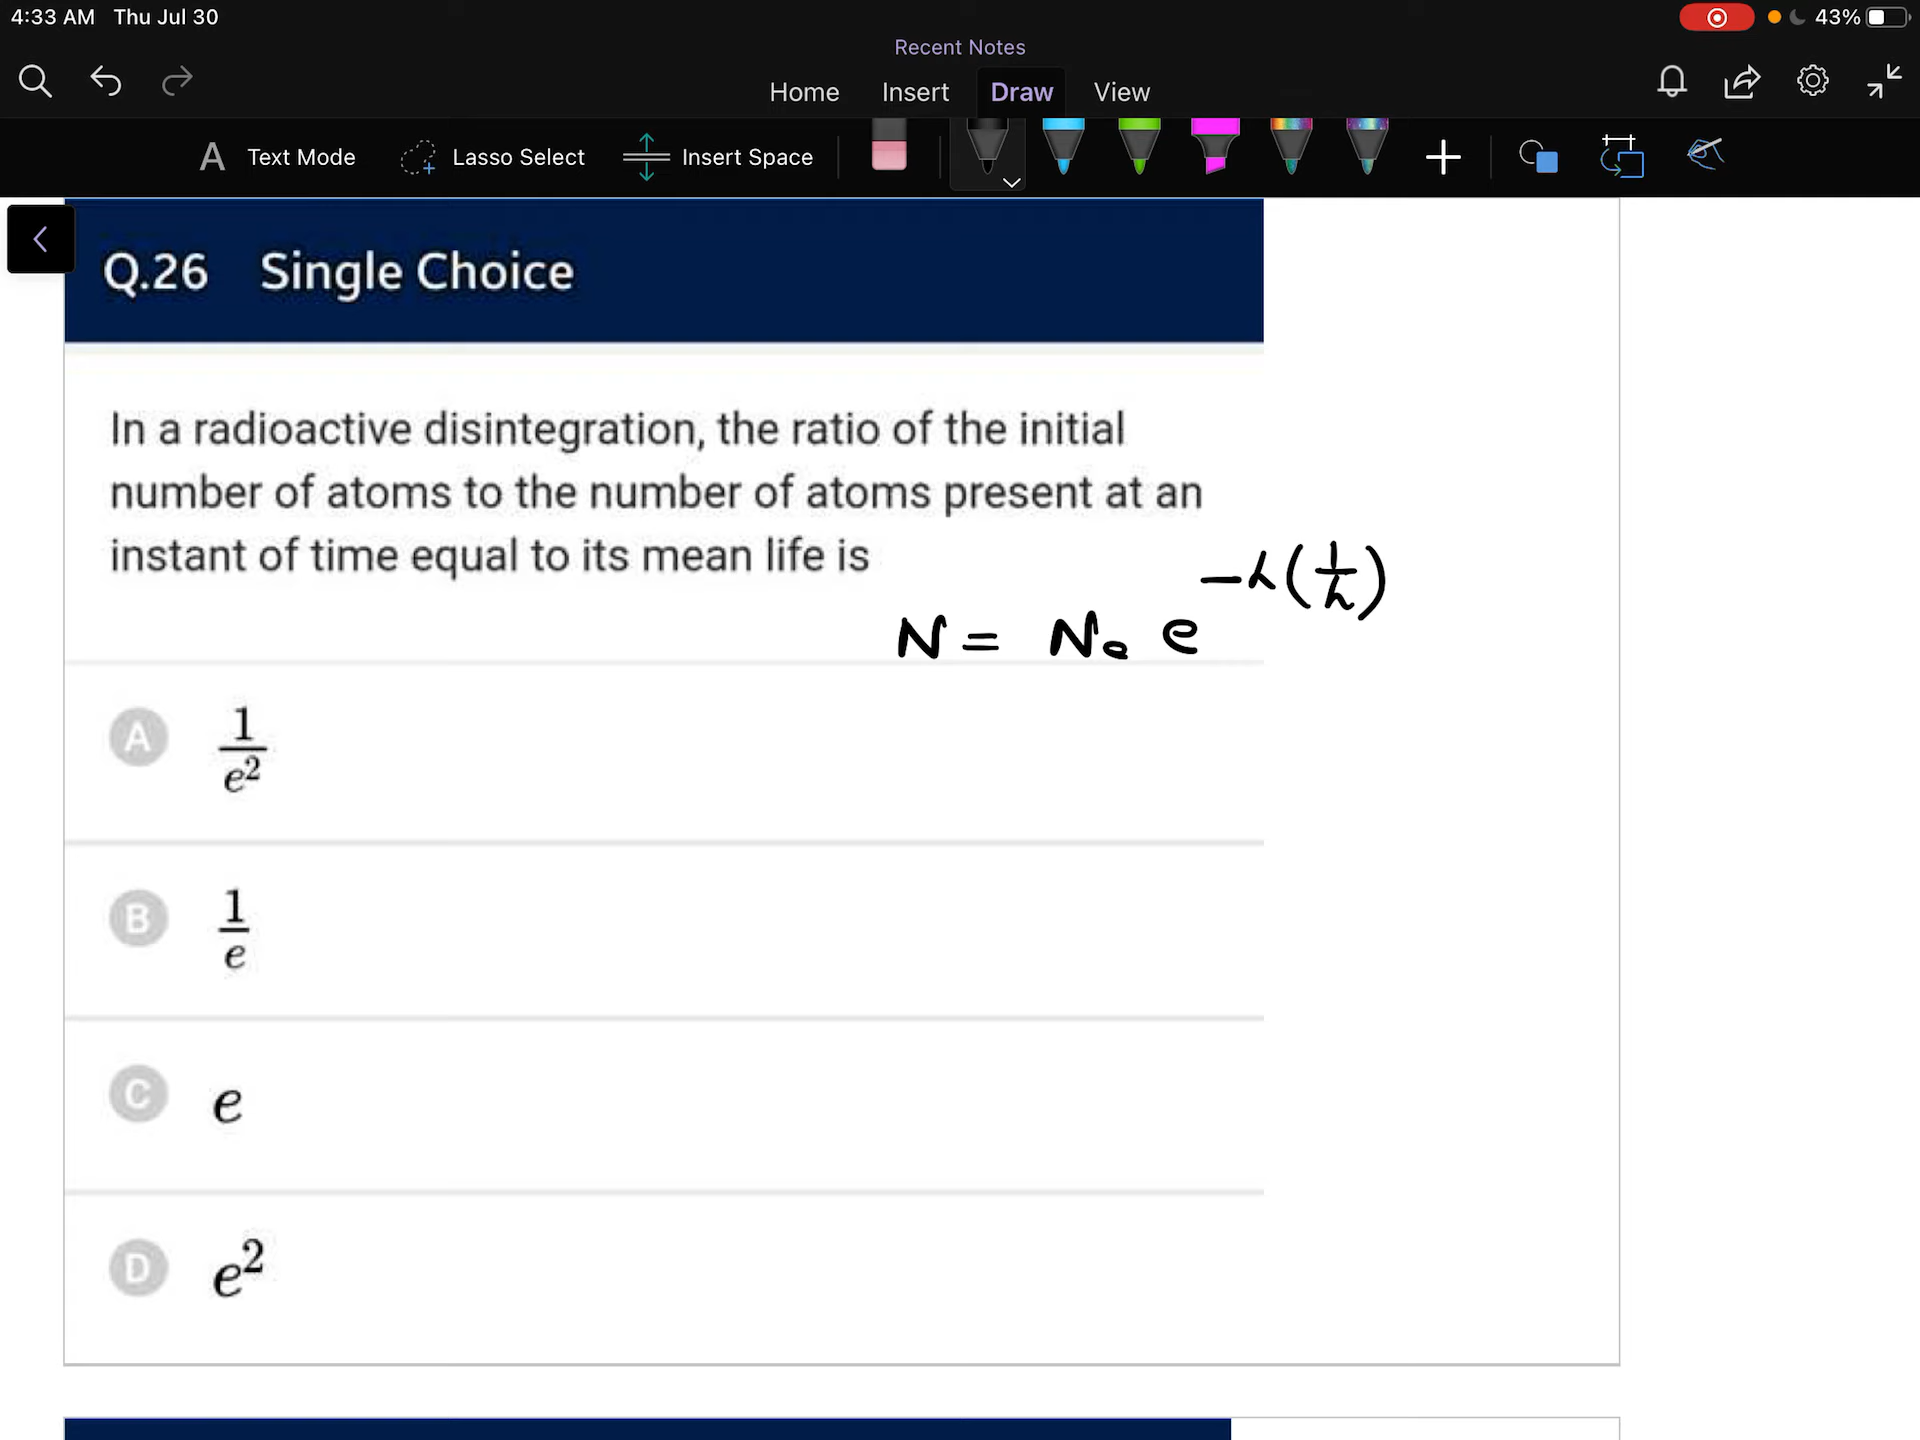 4:33 AM Thu Jul 30
43%
Recent Notes
Home Insert Draw View
A Text Mode Lasso Select Insert Space
Q.26 Single Choice
In a radioactive disintegration, the ratio of the initial
number of atoms to the number of atoms present at an
instant of time equal to its mean life is
N = N₀ e^{-λ(1/λ)}
A 1/e²
B 1/e
C e
D e²